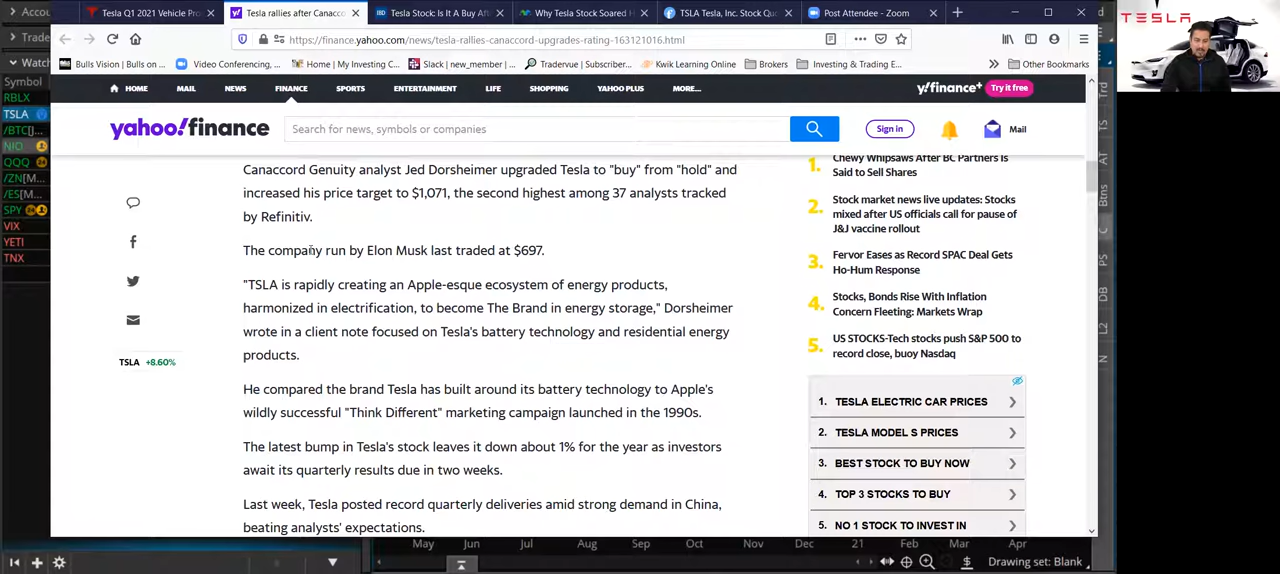 Accou
Trade
Watch
Symbol
RBLX
TSLA
/BTC[J...
NIO
QQQ
/ZN[M...
/ES[M...
SPY
VIX
YETI
TNX
Tesla Q1 2021 Vehicle Pro
Tesla rallies after Canacco
Tesla Stock: Is It A Buy Aft
Why Tesla Stock Soared H
TSLA Tesla, Inc. Stock Quo
Post Attendee - Zoom
https://finance.yahoo.com/news/tesla-rallies-canaccord-upgrades-rating-163121016.html
Bulls Vision | Bulls on ...
Video Conferencing, ...
Home | My Investing C...
Slack | new_member | ...
Tradervue | Subscriber...
Kwik Learning Online
Brokers
Investing & Trading E...
Other Bookmarks
HOME MAIL NEWS FINANCE SPORTS ENTERTAINMENT LIFE SHOPPING YAHOO PLUS MORE...
y!finance+ Try it free
yahoo!finance
Search for news, symbols or companies
Sign in
Mail
Canaccord Genuity analyst Jed Dorsheimer upgraded Tesla to "buy" from "hold" and
increased his price target to $1,071, the second highest among 37 analysts tracked
by Refinitiv.
The company run by Elon Musk last traded at $697.
"TSLA is rapidly creating an Apple-esque ecosystem of energy products,
harmonized in electrification, to become The Brand in energy storage," Dorsheimer
wrote in a client note focused on Tesla's battery technology and residential energy
products.
He compared the brand Tesla has built around its battery technology to Apple's
wildly successful "Think Different" marketing campaign launched in the 1990s.
The latest bump in Tesla's stock leaves it down about 1% for the year as investors
await its quarterly results due in two weeks.
Last week, Tesla posted record quarterly deliveries amid strong demand in China,
beating analysts' expectations.
TSLA +8.60%
1. Chewy Whipsaws After BC Partners Is
Said to Sell Shares
2. Stock market news live updates: Stocks
mixed after US officials call for pause of
J&J vaccine rollout
3. Fervor Eases as Record SPAC Deal Gets
Ho-Hum Response
4. Stocks, Bonds Rise With Inflation
Concern Fleeting: Markets Wrap
5. US STOCKS-Tech stocks push S&P 500 to
record close, buoy Nasdaq
1. TESLA ELECTRIC CAR PRICES
2. TESLA MODEL S PRICES
3. BEST STOCK TO BUY NOW
4. TOP 3 STOCKS TO BUY
5. NO 1 STOCK TO INVEST IN
Trd
TS
AT
Btns
C
PS
DB
L2
N
May Jun Jul Aug Sep Oct Nov Dec 21 Feb Mar Apr
Drawing set: Blank
TESLA